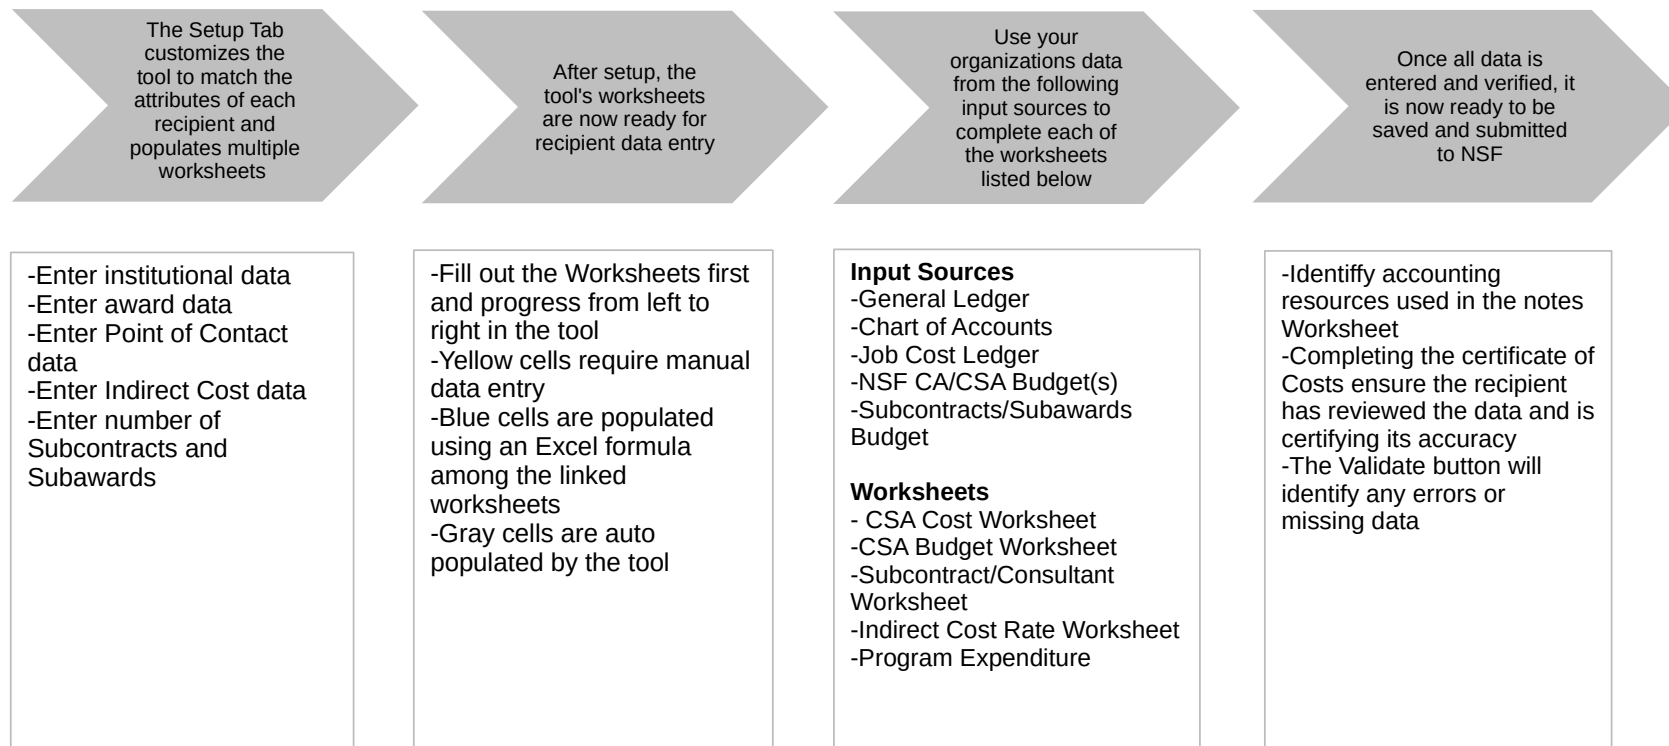 The Setup Tab
customizes the
tool to match the
attributes of each
recipient and
populates multiple
worksheets
After setup, the
tool's worksheets
are now ready for
recipient data entry
Use your
organizations data
from the following
input sources to
complete each of
the worksheets
listed below
Once all data is
entered and verified, it
is now ready to be
saved and submitted
to NSF
-Enter institutional data
-Enter award data
-Enter Point of Contact
data
-Enter Indirect Cost data
-Enter number of
Subcontracts and
Subawards
-Fill out the Worksheets first
and progress from left to
right in the tool
-Yellow cells require manual
data entry
-Blue cells are populated
using an Excel formula
among the linked
worksheets
-Gray cells are auto
populated by the tool
Input Sources
-General Ledger
-Chart of Accounts
-Job Cost Ledger
-NSF CA/CSA Budget(s)
-Subcontracts/Subawards
Budget
Worksheets
- CSA Cost Worksheet
-CSA Budget Worksheet
-Subcontract/Consultant
Worksheet
-Indirect Cost Rate Worksheet
-Program Expenditure
-Identiffy accounting
resources used in the notes
Worksheet
-Completing the certificate of
Costs ensure the recipient
has reviewed the data and is
certifying its accuracy
-The Validate button will
identify any errors or
missing data